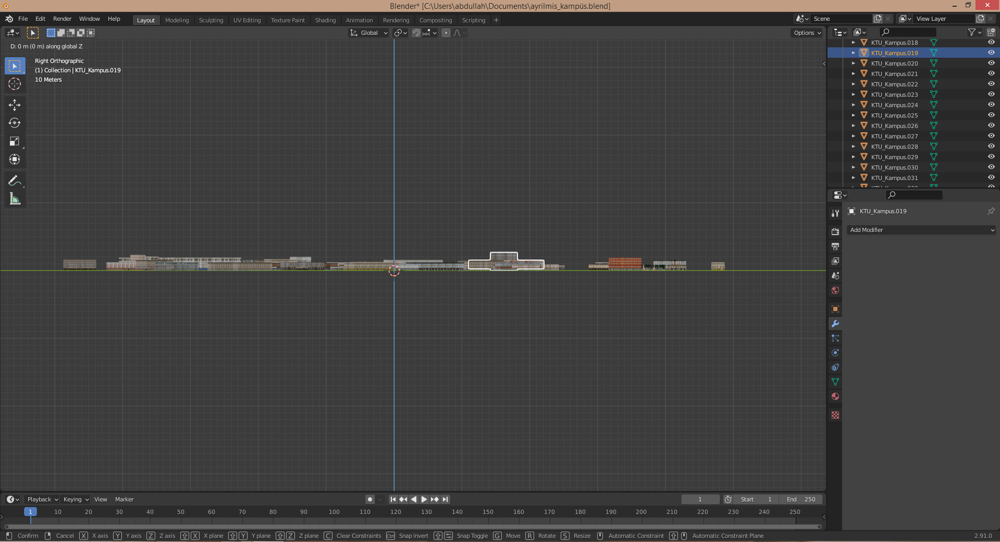 Blender* [C:\Users\abdullah\Documents\ayrilmis_kampüs.blend]
File Edit Render Window Help Layout Modeling Sculpting UV Editing Texture Paint Shading Animation Rendering Compositing Scripting + Scene View Layer
Global Options
D: 0 m (0 m) along global Z
Right Orthographic
(1) Collection | KTU_Kampus.019
10 Meters
KTU_Kampus.018
KTU_Kampus.019
KTU_Kampus.020
KTU_Kampus.021
KTU_Kampus.022
KTU_Kampus.023
KTU_Kampus.024
KTU_Kampus.025
KTU_Kampus.026
KTU_Kampus.027
KTU_Kampus.028
KTU_Kampus.029
KTU_Kampus.030
KTU_Kampus.031
KTU_Kampus.019
Add Modifier
Playback Keying View Marker 1 Start 1 End 250
1 10 20 30 40 50 60 70 80 90 100 110 120 130 140 150 160 170 180 190 200 210 220 230 240 250
Confirm Cancel X X axis Y Y axis Z Z axis X X plane Y Y plane Z Z plane C Clear Constraints Ctrl Snap Invert Snap Toggle G Move R Rotate S Resize Automatic Constraint Automatic Constraint Plane 2.91.0